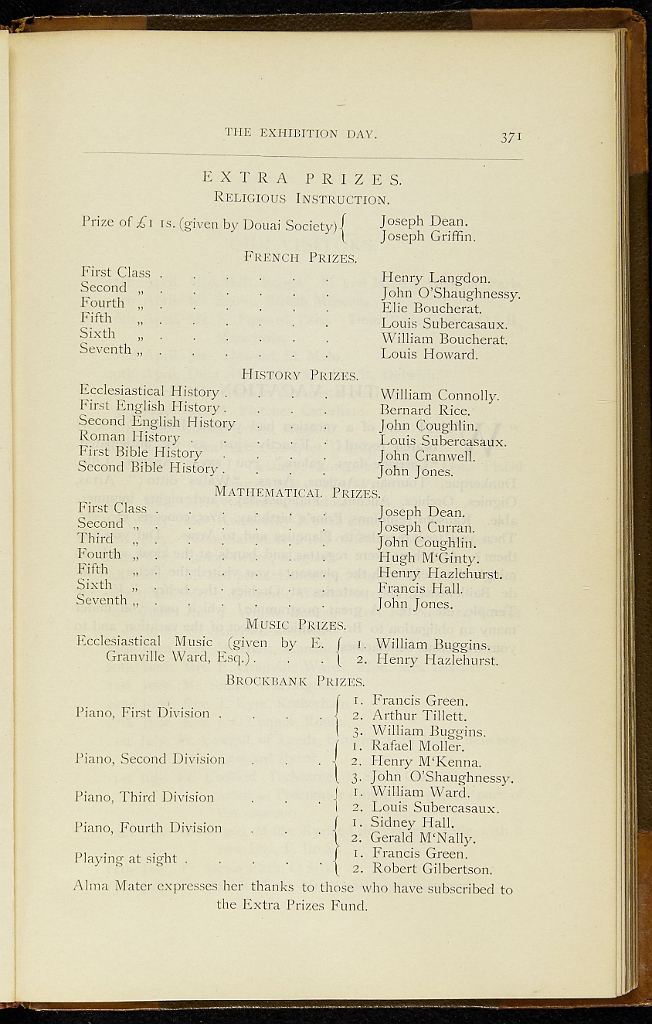 THE EXHIBITION DAY. 371
EXTRA PRIZES.
RELIGIOUS INSTRUCTION.
Prize of £1 1s. (given by Douai Society) { Joseph Dean.
Joseph Griffin.
FRENCH PRIZES.
First Class . . . . . . Henry Langdon.
Second „ . . . . . . John O'Shaughnessy.
Fourth „ . . . . . . Elie Boucherat.
Fifth „ . . . . . . Louis Subercasaux.
Sixth „ . . . . . . William Boucherat.
Seventh „ . . . . . . Louis Howard.
HISTORY PRIZES.
Ecclesiastical History . . . . William Connolly.
First English History . . . . Bernard Rice.
Second English History . . . John Coughlin.
Roman History . . . . . Louis Subercasaux.
First Bible History . . . . John Cranwell.
Second Bible History . . . . John Jones.
MATHEMATICAL PRIZES.
First Class . . . . . . Joseph Dean.
Second „ . . . . . . Joseph Curran.
Third „ . . . . . . John Coughlin.
Fourth „ . . . . . . Hugh M'Ginty.
Fifth „ . . . . . . Henry Hazlehurst.
Sixth „ . . . . . . Francis Hall.
Seventh „ . . . . . . John Jones.
MUSIC PRIZES.
Ecclesiastical Music (given by E. { 1. William Buggins.
Granville Ward, Esq.) . . . 2. Henry Hazlehurst.
BROCKBANK PRIZES.
1. Francis Green.
Piano, First Division . . . . { 2. Arthur Tillett.
3. William Buggins.
1. Rafael Moller.
Piano, Second Division . . . { 2. Henry M'Kenna.
3. John O'Shaughnessy.
Piano, Third Division . . . { 1. William Ward.
2. Louis Subercasaux.
Piano, Fourth Division . . . { 1. Sidney Hall.
2. Gerald M'Nally.
Playing at sight . . . . . { 1. Francis Green.
2. Robert Gilbertson.
Alma Mater expresses her thanks to those who have subscribed to
the Extra Prizes Fund.